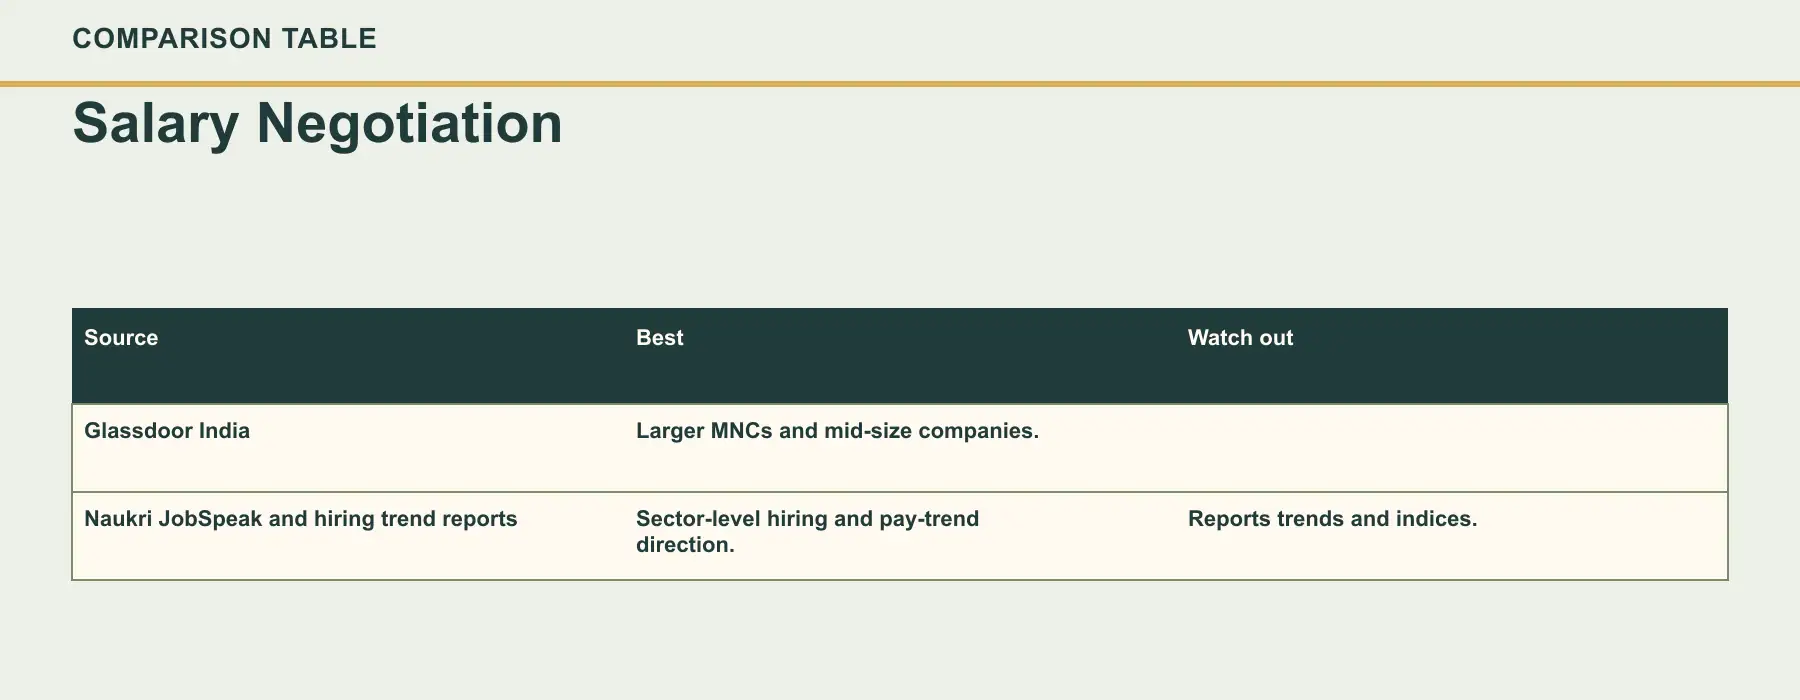 COMPARISON TABLE
Salary Negotiation
Source Best Watch out
Glassdoor India Larger MNCs and mid-size companies.
Naukri JobSpeak and hiring trend reports Sector-level hiring and pay-trend Reports trends and indices.
direction.